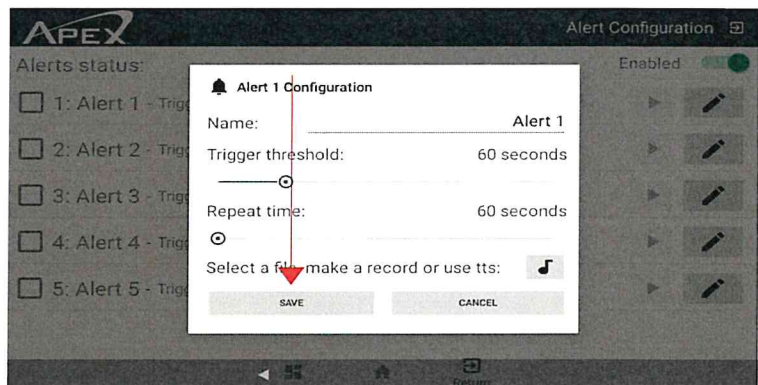 APEX
Alert Configuration
Alerts status:
Enabled
Alert 1 Configuration
1: Alert 1 - Trigg
Name: Alert 1
2: Alert 2 - Trigg
Trigger threshold: 60 seconds
3: Alert 3 - Trigg
Repeat time: 60 seconds
4: Alert 4 - Trigg
Select a file, make a record or use tts:
5: Alert 5 - Trigg
SAVE CANCEL
Return